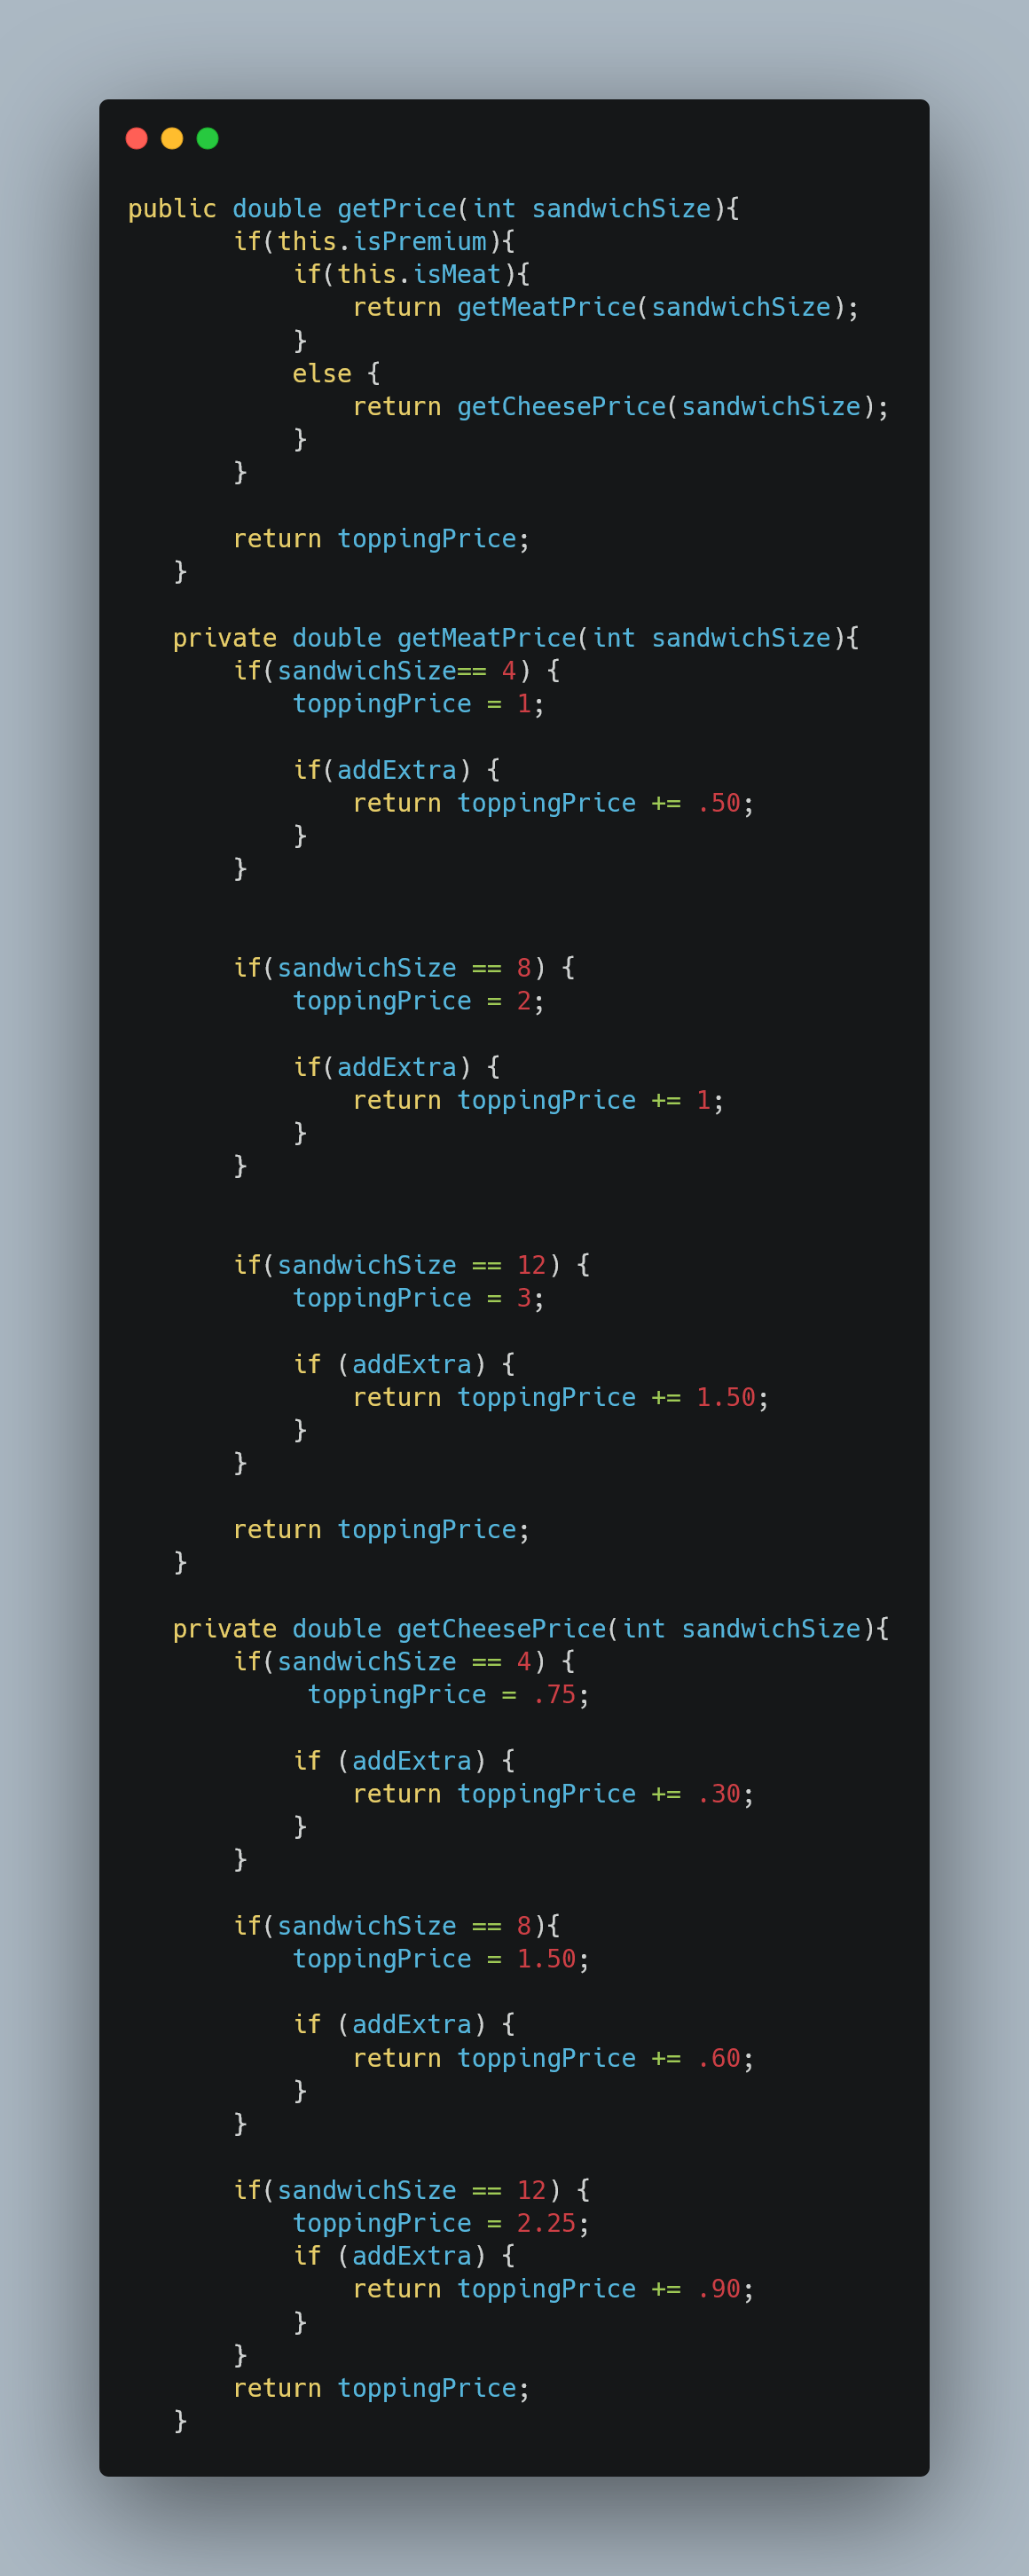 public double getPrice(int sandwichSize){
        if(this.isPremium){
            if(this.isMeat){
                return getMeatPrice(sandwichSize);
            }
            else {
                return getCheesePrice(sandwichSize);
            }
        }

        return toppingPrice;
    }

    private double getMeatPrice(int sandwichSize){
        if(sandwichSize== 4) {
            toppingPrice = 1;

            if(addExtra) {
                return toppingPrice += .50;
            }
        }


        if(sandwichSize == 8) {
            toppingPrice = 2;

            if(addExtra) {
                return toppingPrice += 1;
            }
        }


        if(sandwichSize == 12) {
            toppingPrice = 3;

            if (addExtra) {
                return toppingPrice += 1.50;
            }
        }

        return toppingPrice;
    }

    private double getCheesePrice(int sandwichSize){
        if(sandwichSize == 4) {
             toppingPrice = .75;

            if (addExtra) {
                return toppingPrice += .30;
            }
        }

        if(sandwichSize == 8){
            toppingPrice = 1.50;

            if (addExtra) {
                return toppingPrice += .60;
            }
        }

        if(sandwichSize == 12) {
            toppingPrice = 2.25;
            if (addExtra) {
                return toppingPrice += .90;
            }
        }
        return toppingPrice;
    }